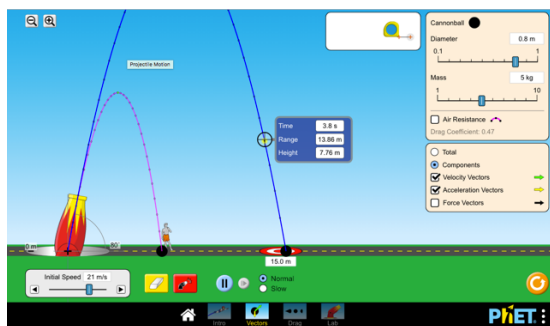 Projectile Motion
Time 3.8 s
Range 13.86 m
Height 7.76 m
Cannonball
Diameter 0.8 m
0.1 1
Mass 5 kg
1 10
Air Resistance
Drag Coefficient: 0.47
Total
Components
Velocity Vectors
Acceleration Vectors
Force Vectors
0 m
80°
15.0 m
Initial Speed 21 m/s
Normal
Slow
Intro
Vectors
Drag
Lab
PhET